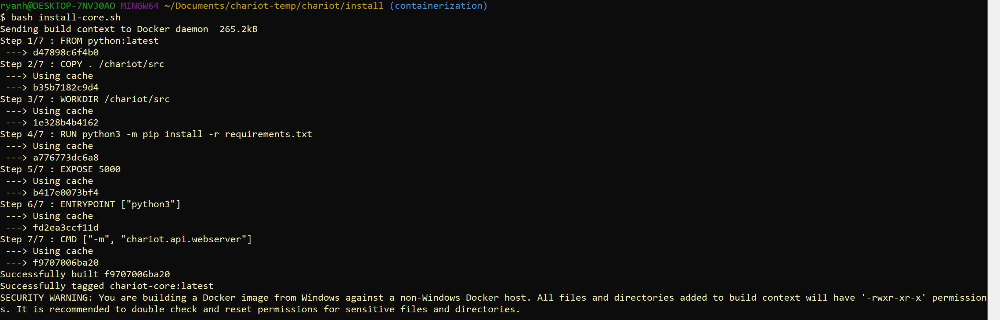 ryanh@DESKTOP-7NVJ0AO MINGW64 ~/Documents/chariot-temp/chariot/install (containerization)
$ bash install-core.sh
Sending build context to Docker daemon  265.2kB
Step 1/7 : FROM python:latest
 ---> d47898c6f4b0
Step 2/7 : COPY . /chariot/src
 ---> Using cache
 ---> b35b7182c9d4
Step 3/7 : WORKDIR /chariot/src
 ---> Using cache
 ---> 1e328b4b4162
Step 4/7 : RUN python3 -m pip install -r requirements.txt
 ---> Using cache
 ---> a776773dc6a8
Step 5/7 : EXPOSE 5000
 ---> Using cache
 ---> b417e0073bf4
Step 6/7 : ENTRYPOINT ["python3"]
 ---> Using cache
 ---> fd2ea3ccf11d
Step 7/7 : CMD ["-m", "chariot.api.webserver"]
 ---> Using cache
 ---> f9707006ba20
Successfully built f9707006ba20
Successfully tagged chariot-core:latest
SECURITY WARNING: You are building a Docker image from Windows against a non-Windows Docker host. All files and directories added to build context will have '-rwxr-xr-x' permission
s. It is recommended to double check and reset permissions for sensitive files and directories.